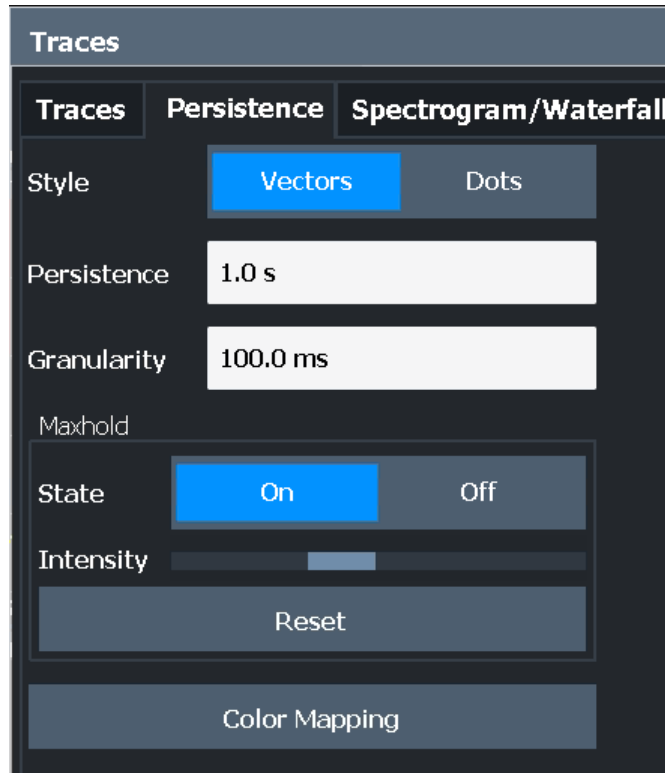 Traces
Traces Persistence Spectrogram/Waterfall
Style Vectors Dots
Persistence 1.0 s
Granularity 100.0 ms
Maxhold
State On Off
Intensity
Reset
Color Mapping